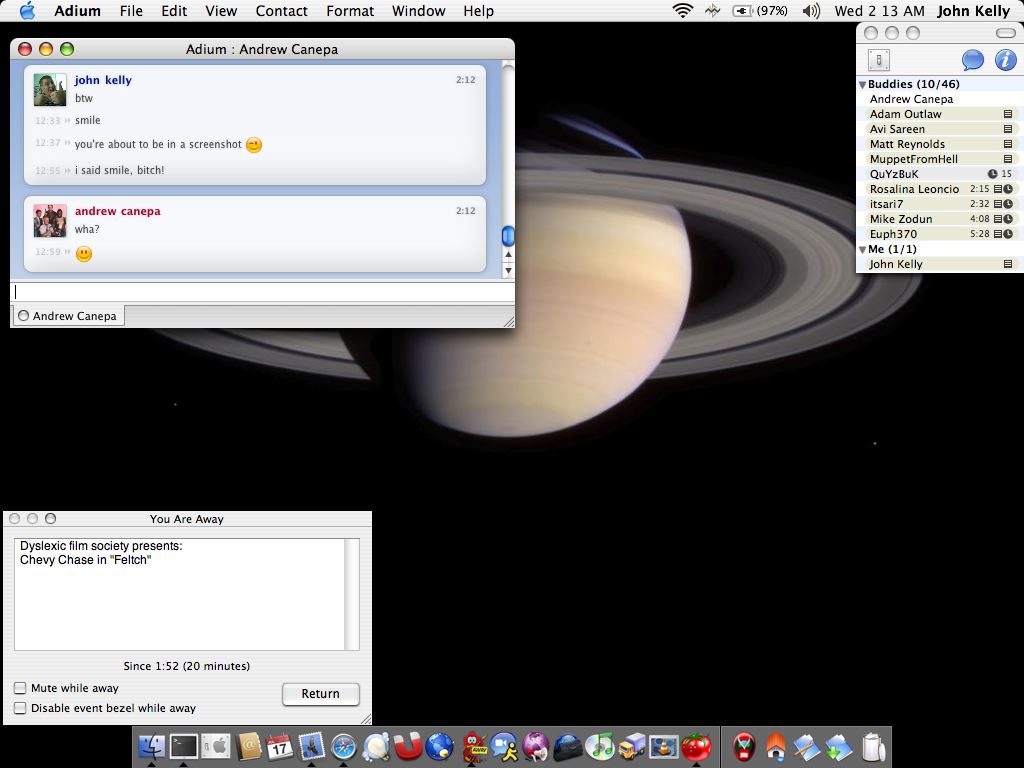 Adium File Edit View Contact Format Window Help (97%) Wed 2 13 AM John Kelly
Adium : Andrew Canepa
john kelly 2:12
btw
12:33 smile
12:37 you're about to be in a screenshot
12:55 i said smile, bitch!
andrew canepa 2:12
wha?
12:59
Andrew Canepa
Buddies (10/46)
Andrew Canepa
Adam Outlaw
Avi Sareen
Matt Reynolds
MuppetFromHell
QuYzBuK 15
Rosalina Leoncio 2:15
itsari7 2:32
Mike Zodun 4:08
Euph370 5:28
Me (1/1)
John Kelly
You Are Away
Dyslexic film society presents:
Chevy Chase in "Feltch"
Since 1:52 (20 minutes)
Mute while away
Return
Disable event bezel while away
17
AWAY